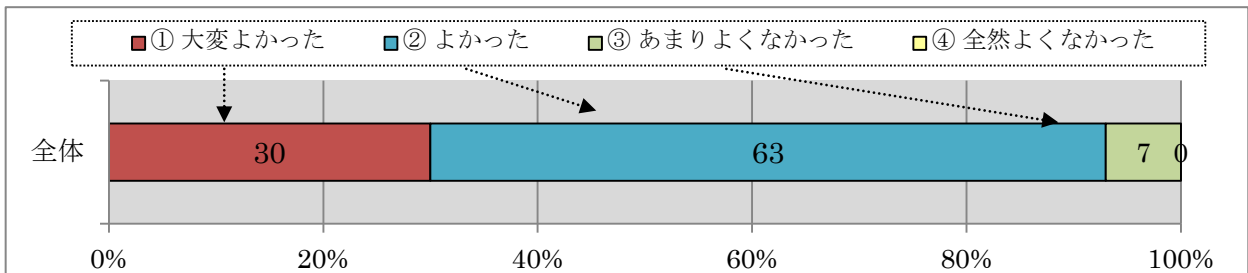 ① 大変よかった ② よかった ③ あまりよくなかった ④ 全然よくなかった
全体 30 63 7 0
0% 20% 40% 60% 80% 100%